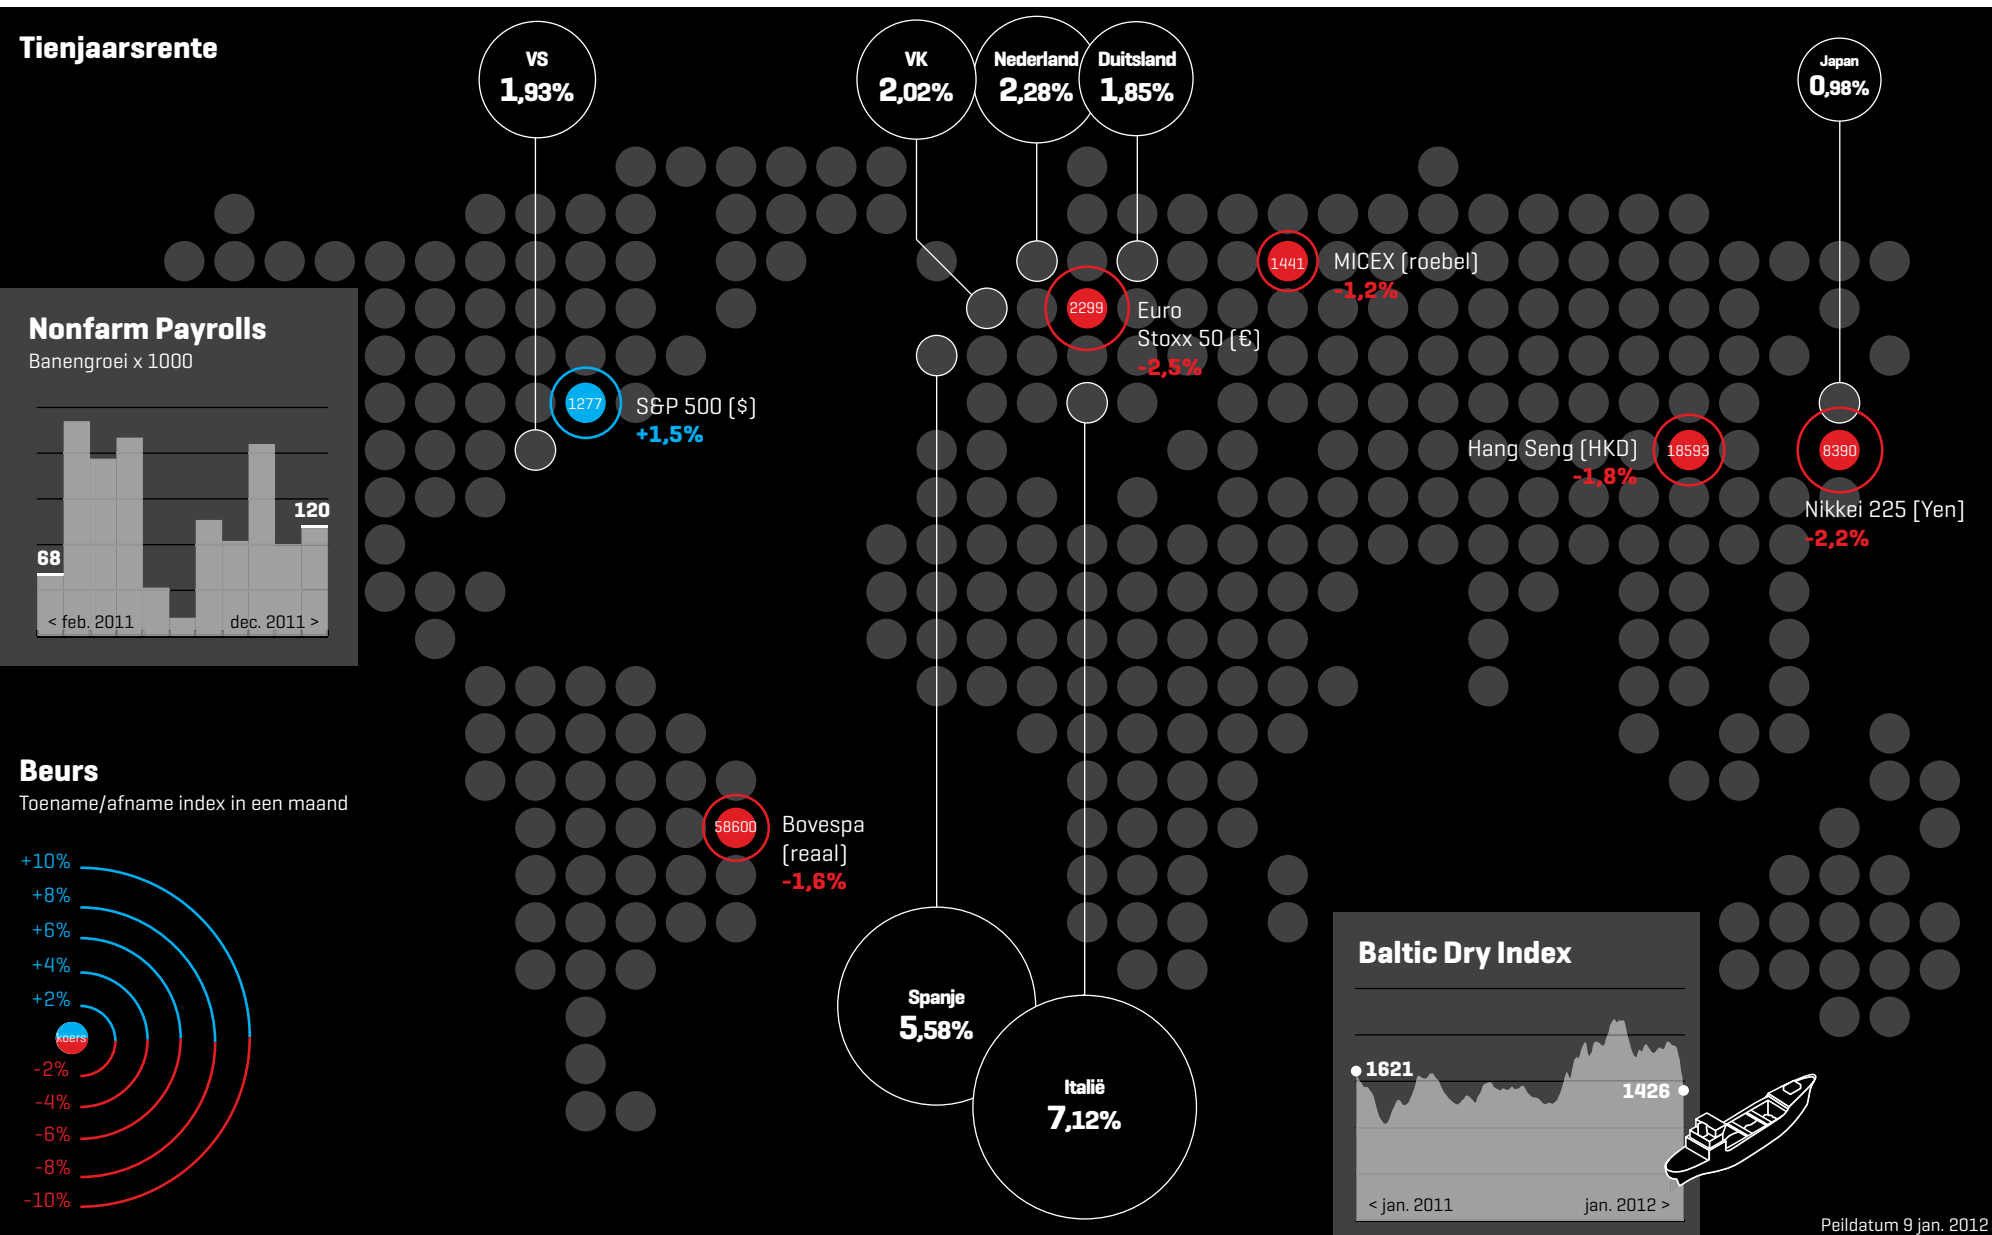 Tienjaarsrente
VS
1,93%
VK
2,02%
Nederland
2,28%
Duitsland
1,85%
Japan
0,98%
1441
MICEX (roebel)
-1,2%
2299
Euro
Stoxx 50 (€)
-2,5%
Nonfarm Payrolls
Banengroei x 1000
120
68
< feb. 2011
dec. 2011 >
1277
S&P 500 ($)
+1,5%
Hang Seng (HKD)
18593
-1,8%
8390
Nikkei 225 (Yen)
-2,2%
Beurs
Toename/afname index in een maand
+10%
+8%
+6%
+4%
+2%
koers
-2%
-4%
-6%
-8%
-10%
58600
Bovespa
(reaal)
-1,6%
Spanje
5,58%
Italië
7,12%
Baltic Dry Index
1621
1426
< jan. 2011
jan. 2012 >
Peildatum 9 jan. 2012